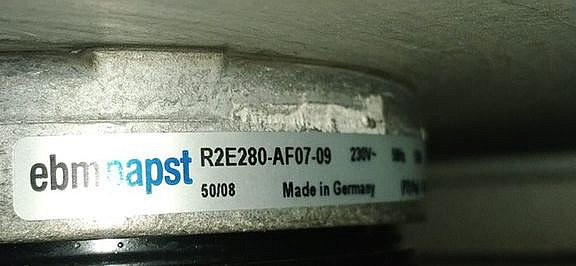 ebmpapst R2E280-AF07-09 230V~
50/08 Made in Germany